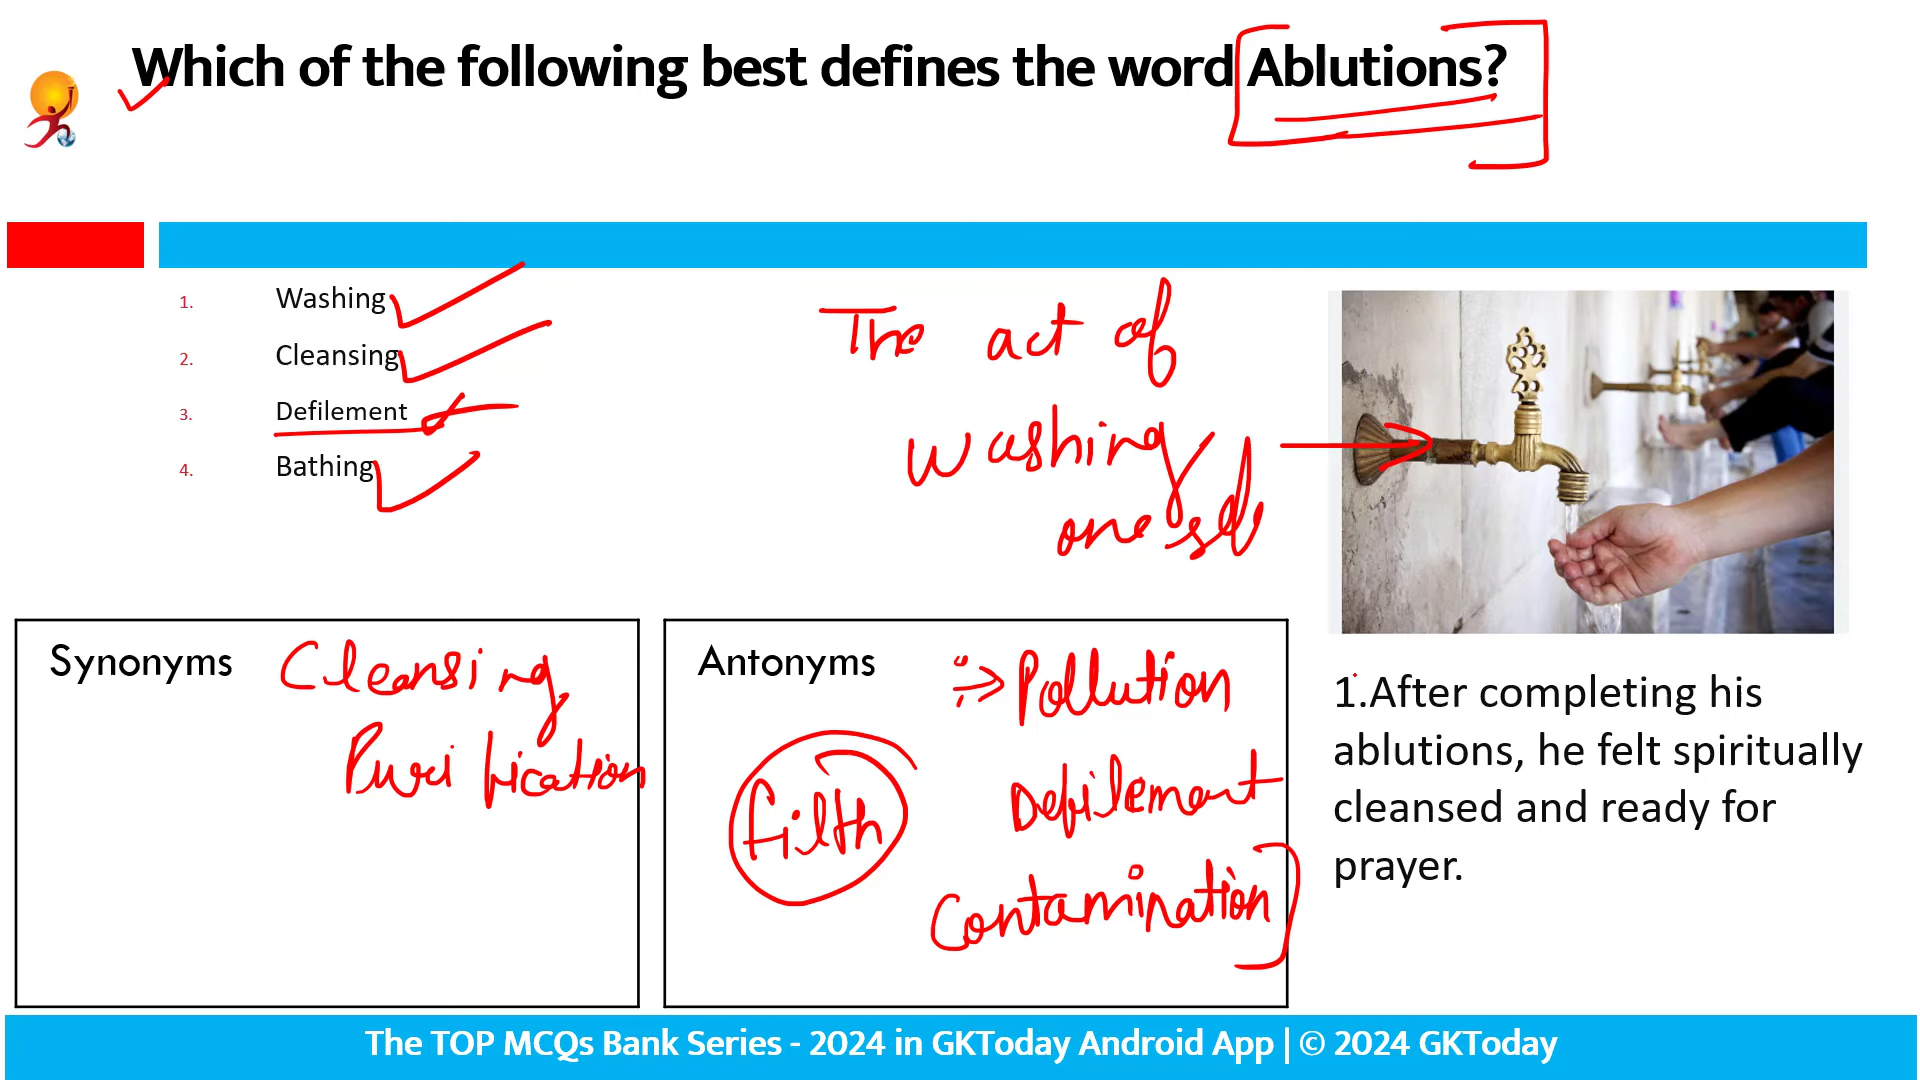 Which of the following best defines the word Ablutions?
1. Washing
2. Cleansing
3. Defilement
4. Bathing
The act of
washing
oneself
Synonyms Cleansing
Purification
Antonyms Pollution
filth Defilement
Contamination
1.After completing his
ablutions, he felt spiritually
cleansed and ready for
prayer.
The TOP MCQs Bank Series - 2024 in GKToday Android App | © 2024 GKToday